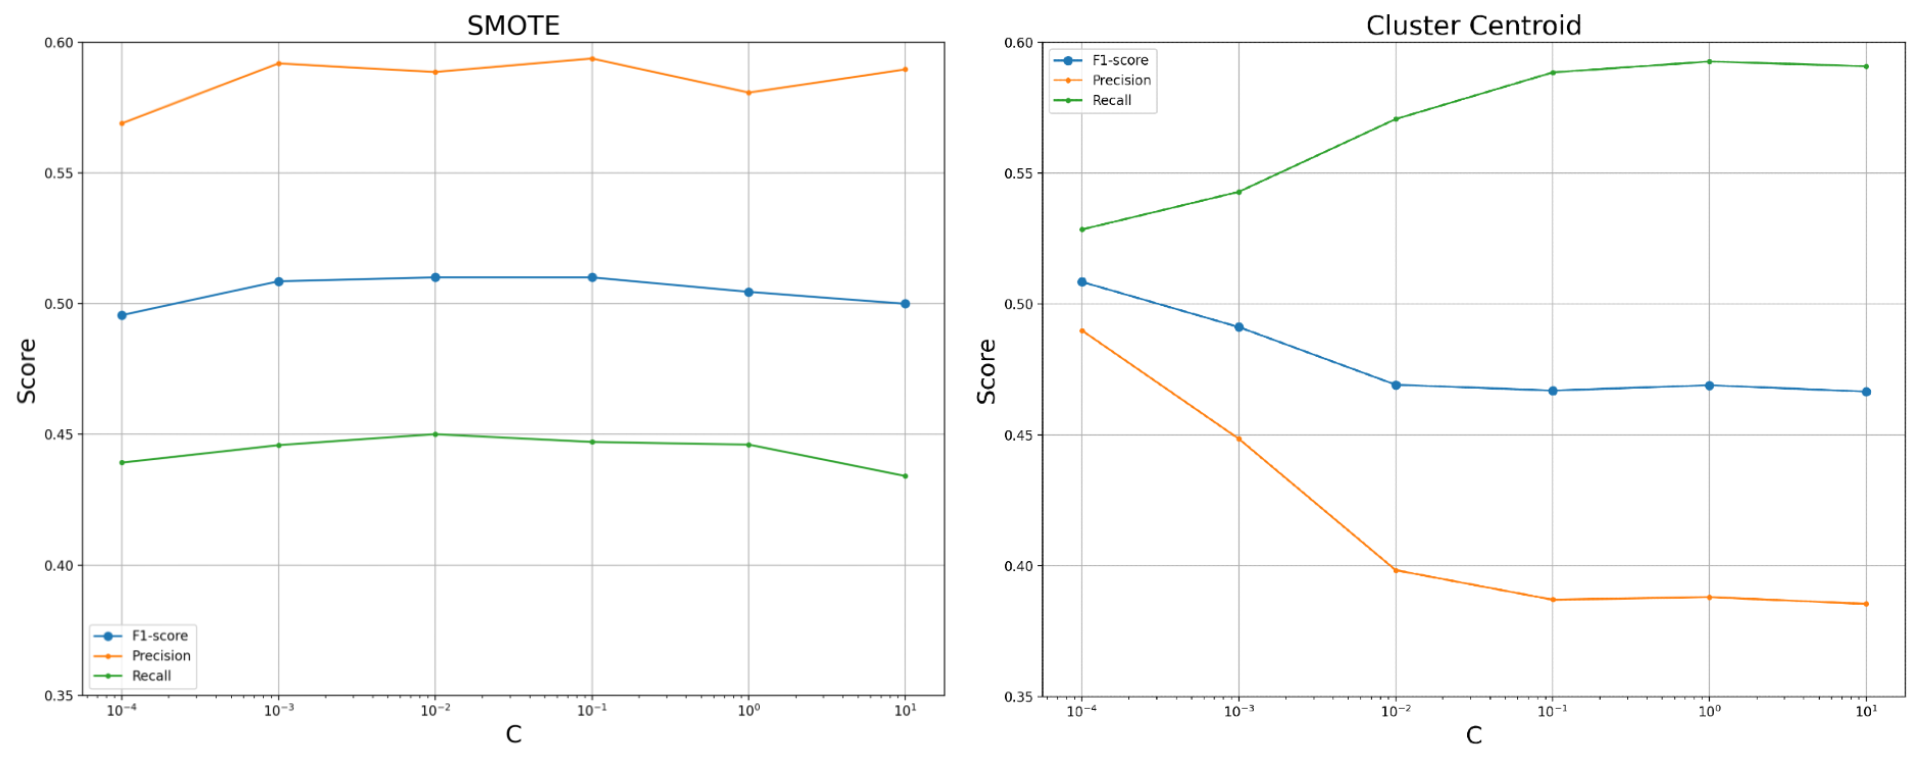 SMOTE
0.60
0.55
0.50
0.45
0.40
0.35
Score
F1-score
Precision
Recall
10⁻⁴ 10⁻³ 10⁻² 10⁻¹ 10⁰ 10¹
C
Cluster Centroid
F1-score
Precision
Recall
0.60
0.55
0.50
0.45
0.40
0.35
Score
10⁻⁴ 10⁻³ 10⁻² 10⁻¹ 10⁰ 10¹
C